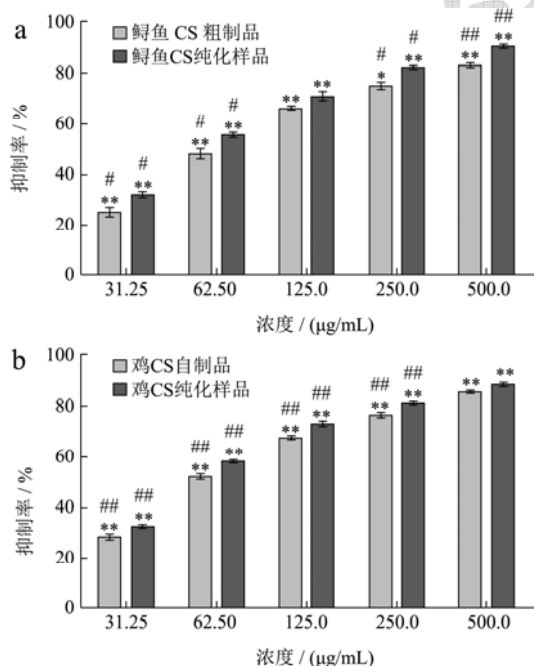 a
鲟鱼 CS 粗制品
鲟鱼CS纯化样品
100
80
60
40
20
0
抑制率 / %
# # # # # # ## ##
** ** ** ** ** ** * ** ** **
31.25 62.50 125.0 250.0 500.0
浓度 / (μg/mL)
b
鸡CS自制品
鸡CS纯化样品
100
80
60
40
20
0
抑制率 / %
## ## ## ## ## ## ## ##
** ** ** ** ** ** ** ** ** **
31.25 62.50 125.0 250.0 500.0
浓度 / (μg/mL)